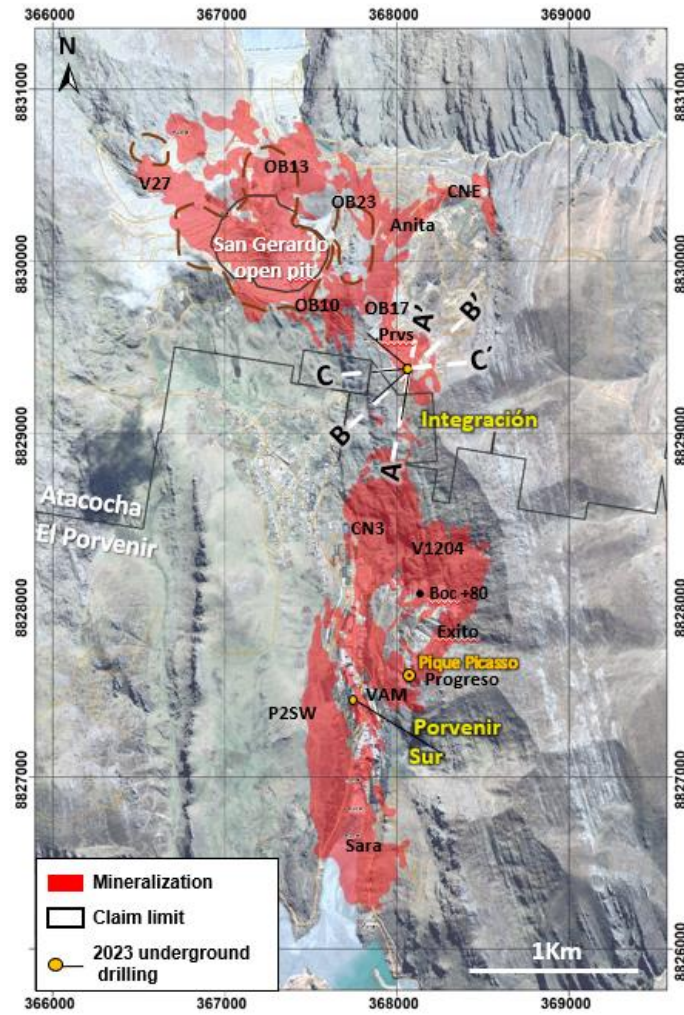 366000 367000 368000 369000
N
8831000
8831000
V27
OB13
OB23
CNE
Anita
San Gerardo
open pit
8830000
8830000
OB10
OB17
Prvs
A'
B'
C'
C
B
A
8829000
8829000
Integración
Atacocha
El Porvenir
CN3
V1204
8828000
8828000
Boc +80
Exito
Pique Picasso
Progreso
P2SW
VAM
Porvenir
Sur
8827000
8827000
Sara
Mineralization
Claim limit
2023 underground
drilling
1Km
8826000
8826000
366000 367000 368000 369000